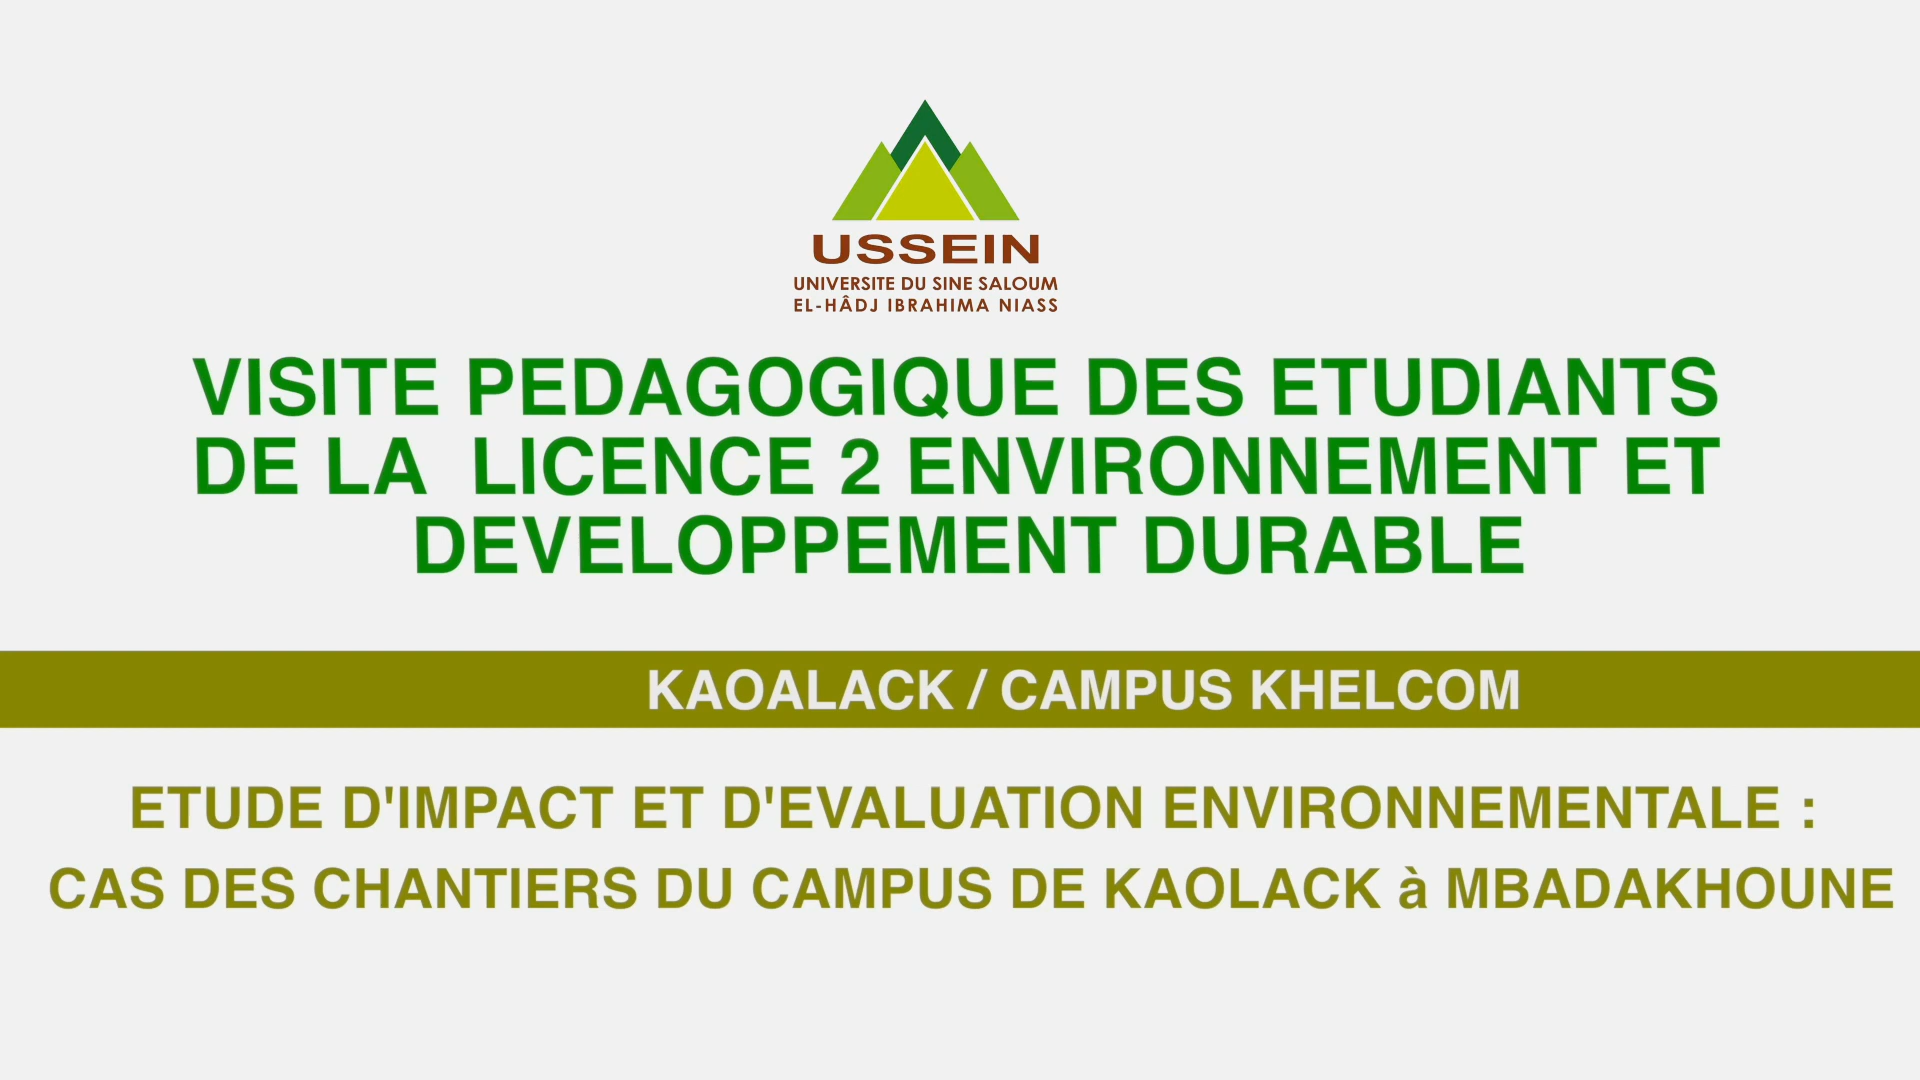 USSEIN
UNIVERSITE DU SINE SALOUM
EL-HÂDJ IBRAHIMA NIASS
VISITE PEDAGOGIQUE DES ETUDIANTS
DE LA LICENCE 2 ENVIRONNEMENT ET
DEVELOPPEMENT DURABLE
KAOALACK / CAMPUS KHELCOM
ETUDE D'IMPACT ET D'EVALUATION ENVIRONNEMENTALE :
CAS DES CHANTIERS DU CAMPUS DE KAOLACK à MBADAKHOUNE